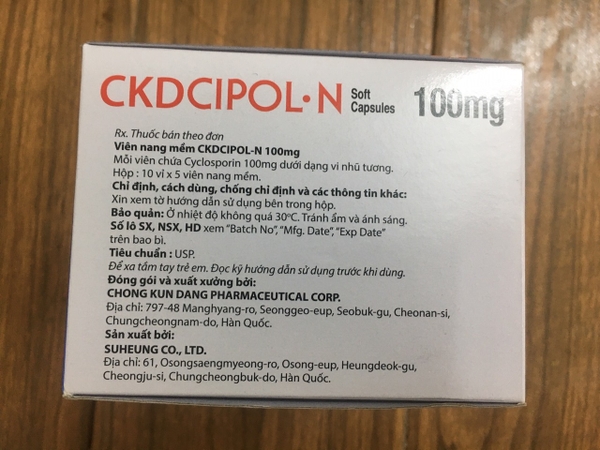 CKDCIPOL•N Soft Capsules 100mg
Rx. Thuốc bán theo đơn
Viên nang mềm CKDCIPOL-N 100mg
Mỗi viên chứa Cyclosporin 100mg dưới dạng vi nhũ tương.
Hộp : 10 vỉ x 5 viên nang mềm.
Chỉ định, cách dùng, chống chỉ định và các thông tin khác:
Xin xem tờ hướng dẫn sử dụng bên trong hộp.
Bảo quản: Ở nhiệt độ không quá 30ºC. Tránh ẩm và ánh sáng.
Số lô SX, NSX, HD xem "Batch No", "Mfg. Date", "Exp Date"
trên bao bì.
Tiêu chuẩn : USP.
Để xa tầm tay trẻ em. Đọc kỹ hướng dẫn sử dụng trước khi dùng.
Đóng gói và xuất xưởng bởi:
CHONG KUN DANG PHARMACEUTICAL CORP.
Địa chỉ: 797-48 Manghyang-ro, Seonggeo-eup, Seobuk-gu, Cheonan-si,
Chungcheongnam-do, Hàn Quốc.
Sản xuất bởi:
SUHEUNG CO., LTD.
Địa chỉ: 61, Osongsaengmyeong-ro, Osong-eup, Heungdeok-gu,
Cheongju-si, Chungcheongbuk-do, Hàn Quốc.